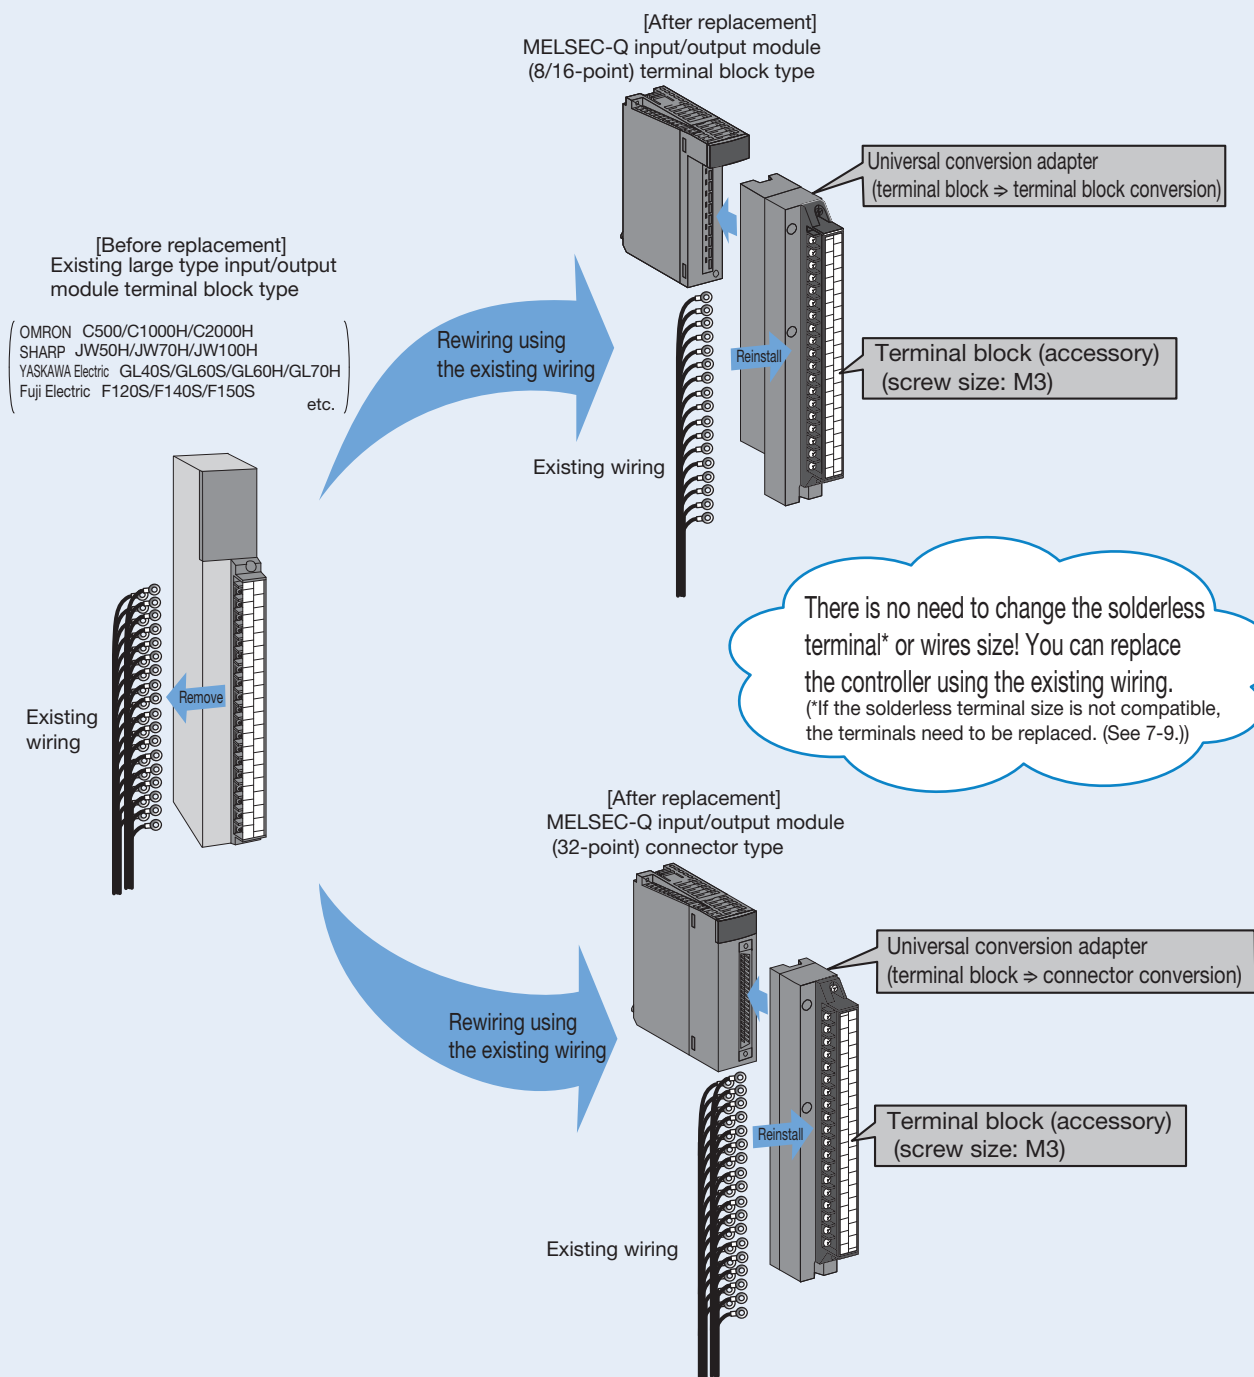 [After replacement]
MELSEC-Q input/output module
(8/16-point) terminal block type
Universal conversion adapter
(terminal block ⇒ terminal block conversion)
[Before replacement]
Existing large type input/output
module terminal block type
OMRON C500/C1000H/C2000H
SHARP JW50H/JW70H/JW100H
YASKAWA Electric GL40S/GL60S/GL60H/GL70H
Fuji Electric F120S/F140S/F150S
etc.
Rewiring using
the existing wiring
Reinstall
Terminal block (accessory)
(screw size: M3)
Existing wiring
There is no need to change the solderless
terminal* or wires size! You can replace
the controller using the existing wiring.
(*If the solderless terminal size is not compatible,
the terminals need to be replaced. (See 7-9.))
Remove
Existing
wiring
[After replacement]
MELSEC-Q input/output module
(32-point) connector type
Universal conversion adapter
(terminal block ⇒ connector conversion)
Rewiring using
the existing wiring
Reinstall
Terminal block (accessory)
(screw size: M3)
Existing wiring